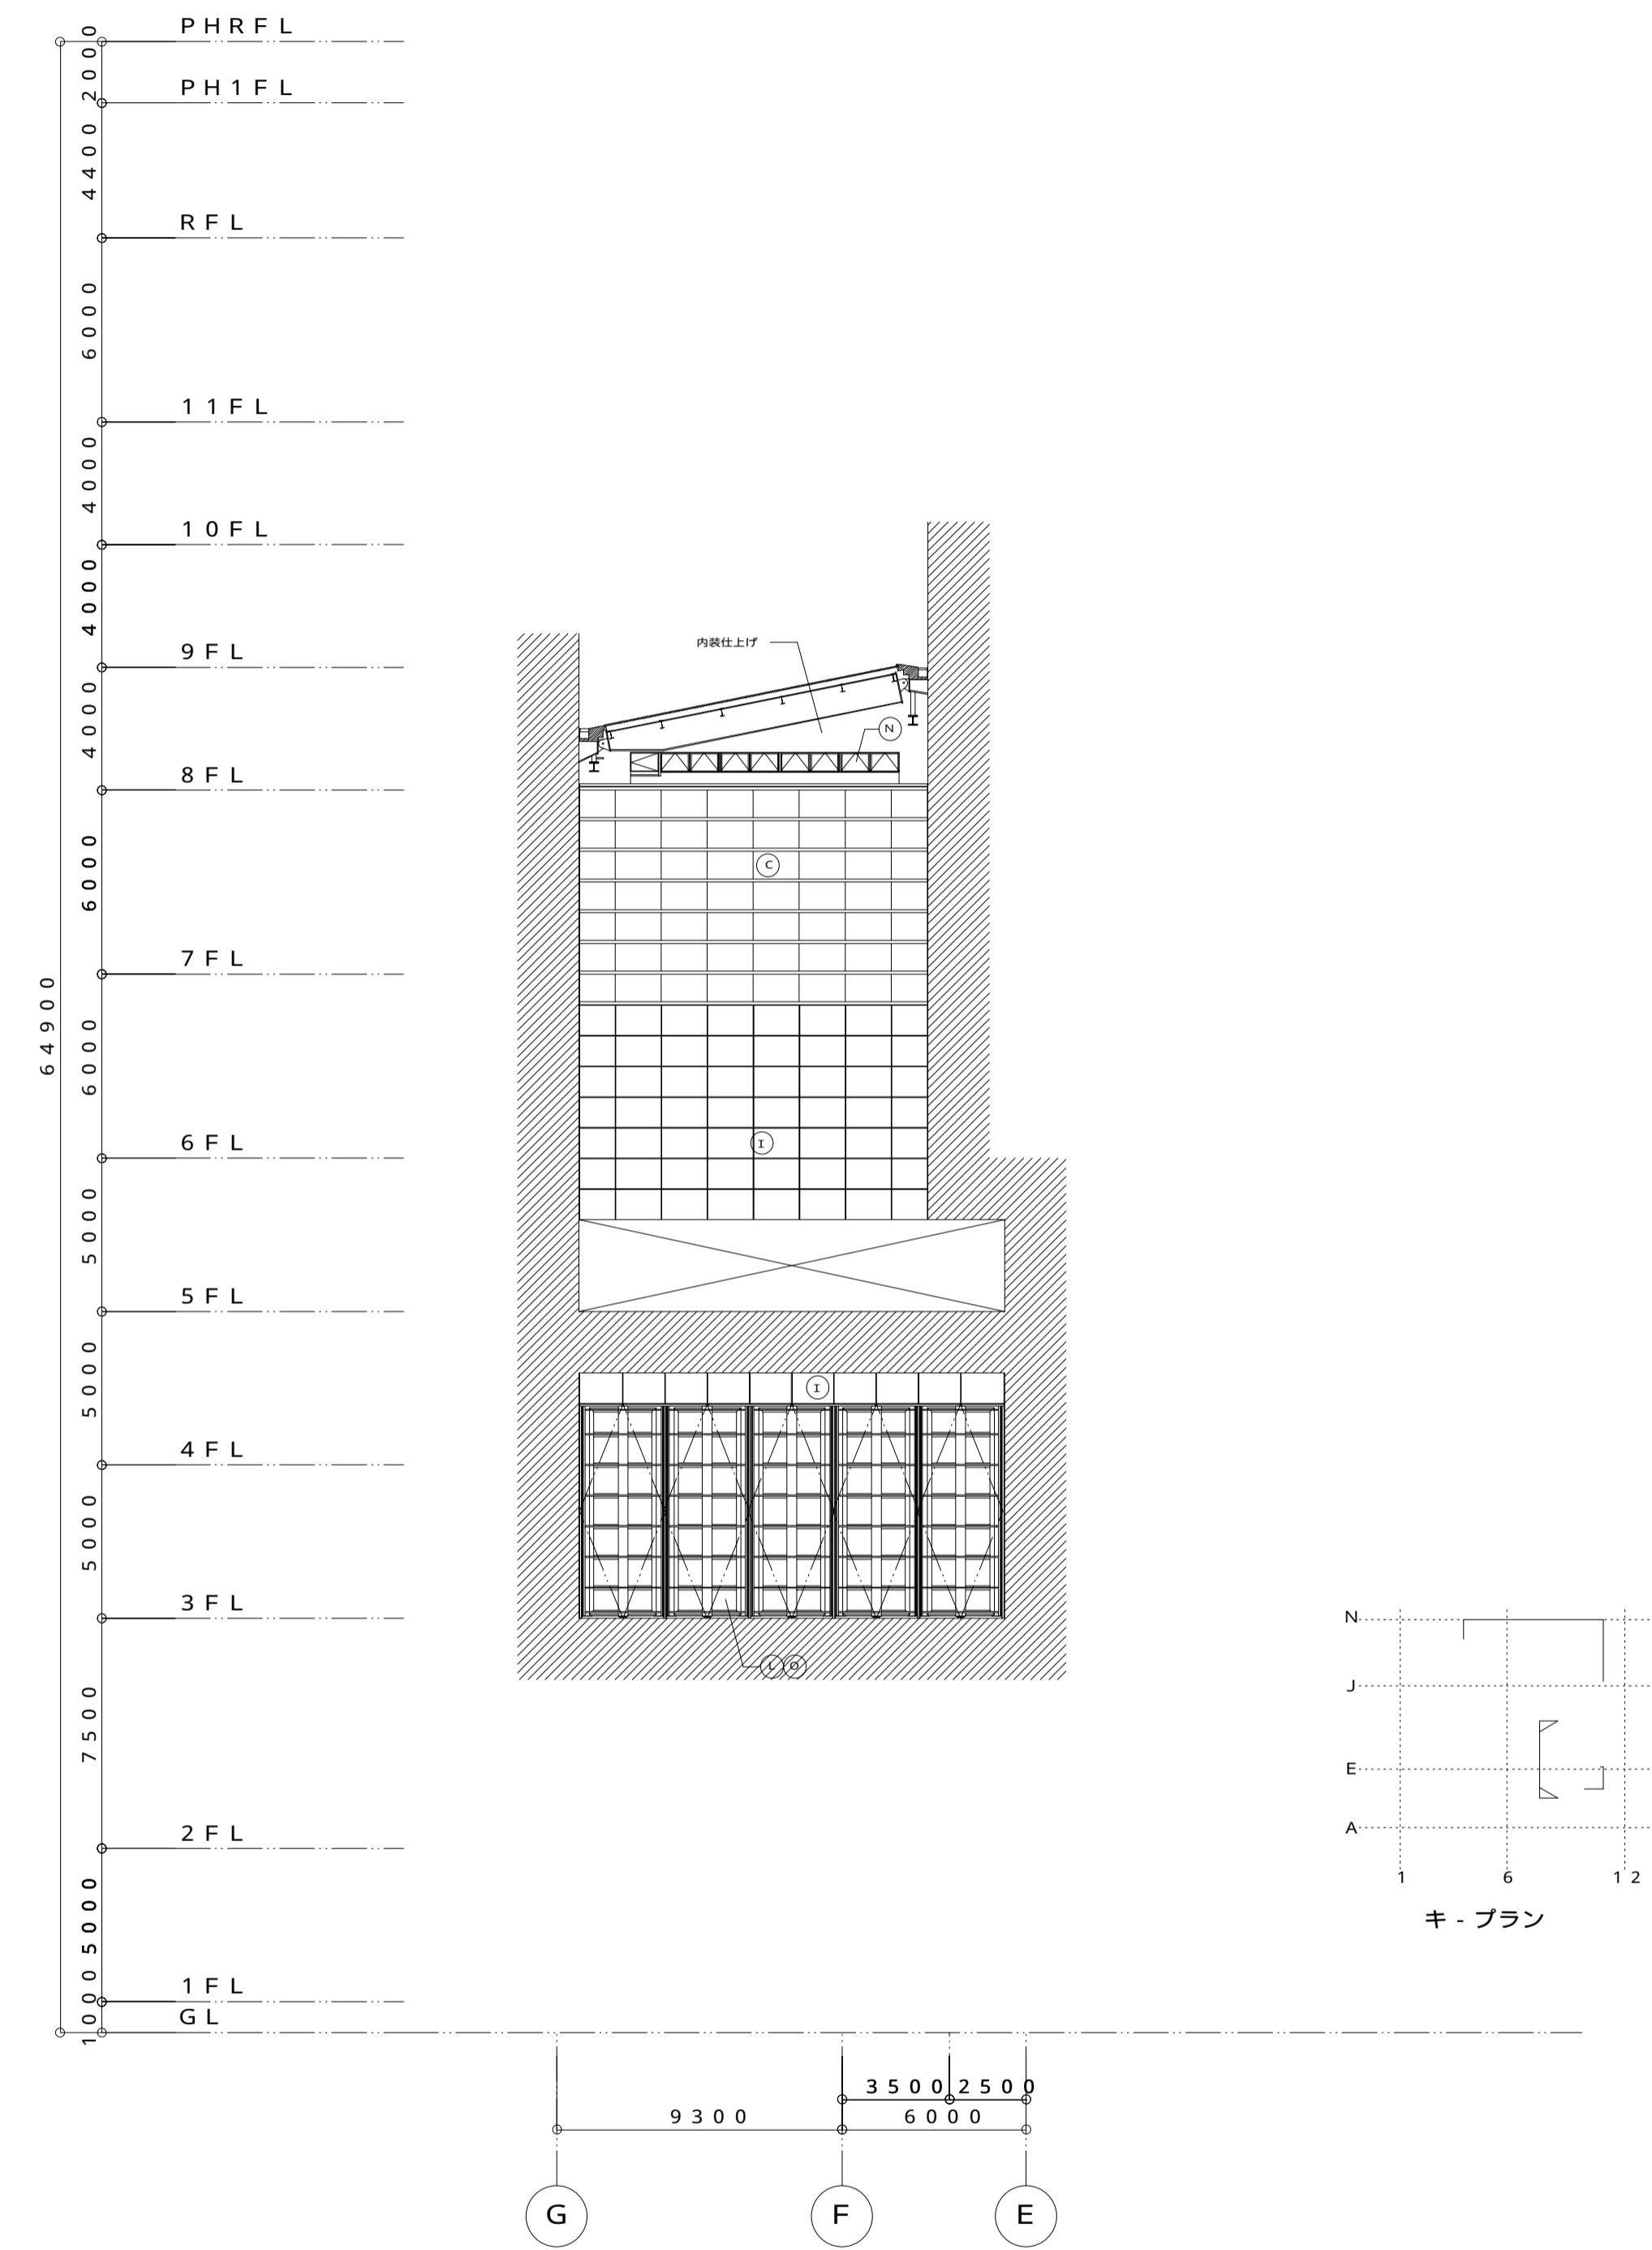 PHRFL
2000
PH1FL
4400
RFL
6000
11FL
4000
10FL
4000
9FL
内装仕上げ
4000
N
8FL
6000
C
7FL
64900
6000
6FL
I
5000
5FL
5000
I
4FL
5000
3FL
L O
7500
2FL
5000
1FL
1000
GL
N
J
E
A
1 6 12
キ-プラン
3500 2500
9300 6000
G F E